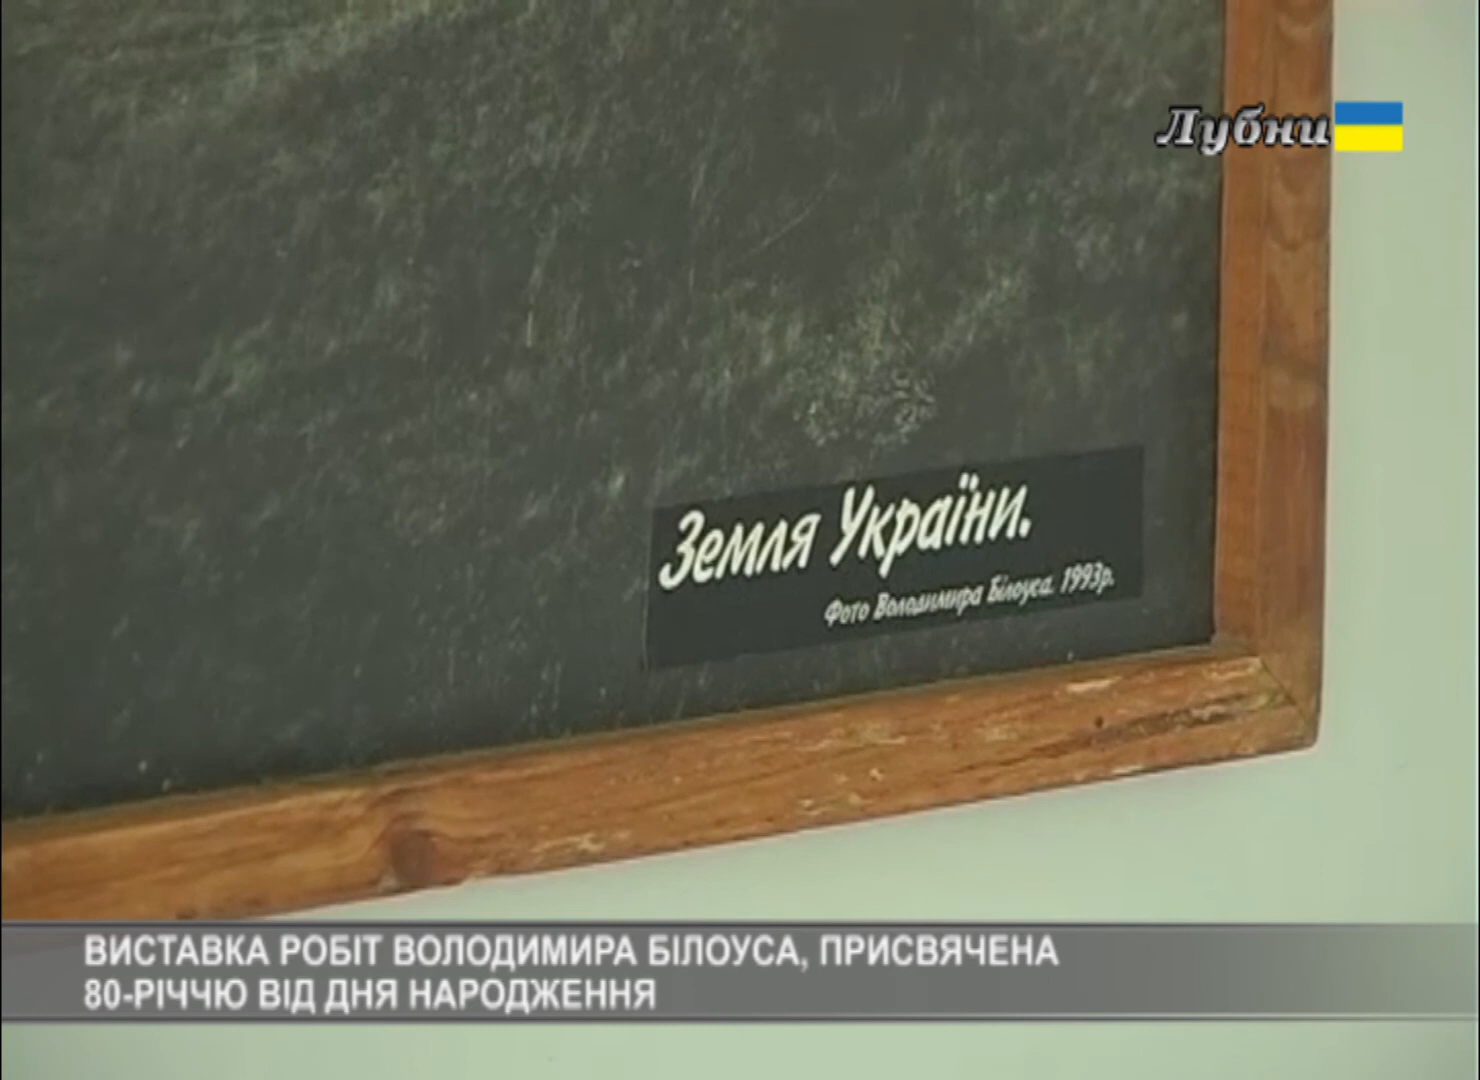 Лубни
Земля України.
Фото Володимира Білоуса. 1993р.
ВИСТАВКА РОБІТ ВОЛОДИМИРА БІЛОУСА, ПРИСВЯЧЕНА
80-РІЧЧЮ ВІД ДНЯ НАРОДЖЕННЯ